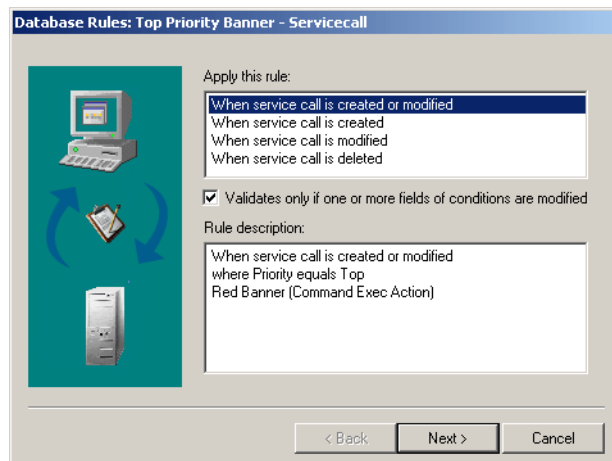 Database Rules: Top Priority Banner - Servicecall
Apply this rule:
When service call is created or modified
When service call is created
When service call is modified
When service call is deleted
Validates only if one or more fields of conditions are modified
Rule description:
When service call is created or modified
where Priority equals Top
Red Banner (Command Exec Action)
< Back
Next >
Cancel